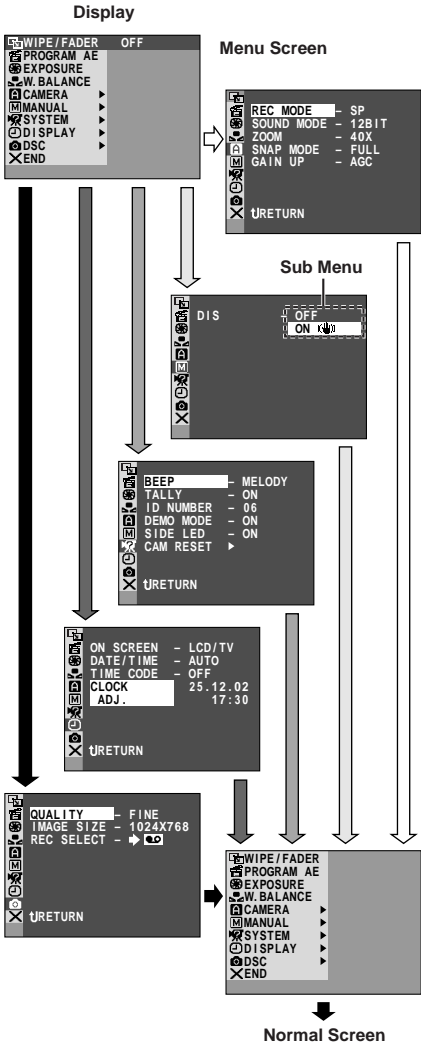 Display
WIPE/FADER OFF
PROGRAM AE
EXPOSURE
W. BALANCE
A CAMERA
M MANUAL
SYSTEM
DISPLAY
DSC
END
Menu Screen
REC MODE – SP
SOUND MODE – 12BIT
ZOOM – 40X
A SNAP MODE – FULL
M GAIN UP – AGC
RETURN
Sub Menu
DIS – OFF
ON
A
M
BEEP – MELODY
TALLY – ON
ID NUMBER – 06
A DEMO MODE – ON
M SIDE LED – ON
CAM RESET
RETURN
ON SCREEN – LCD/TV
DATE/TIME – AUTO
TIME CODE – OFF
A CLOCK 25.12.02
M ADJ. 17:30
RETURN
QUALITY – FINE
IMAGE SIZE – 1024X768
REC SELECT –
A
M
RETURN
WIPE/FADER
PROGRAM AE
EXPOSURE
W. BALANCE
A CAMERA
M MANUAL
SYSTEM
DISPLAY
DSC
END
Normal Screen